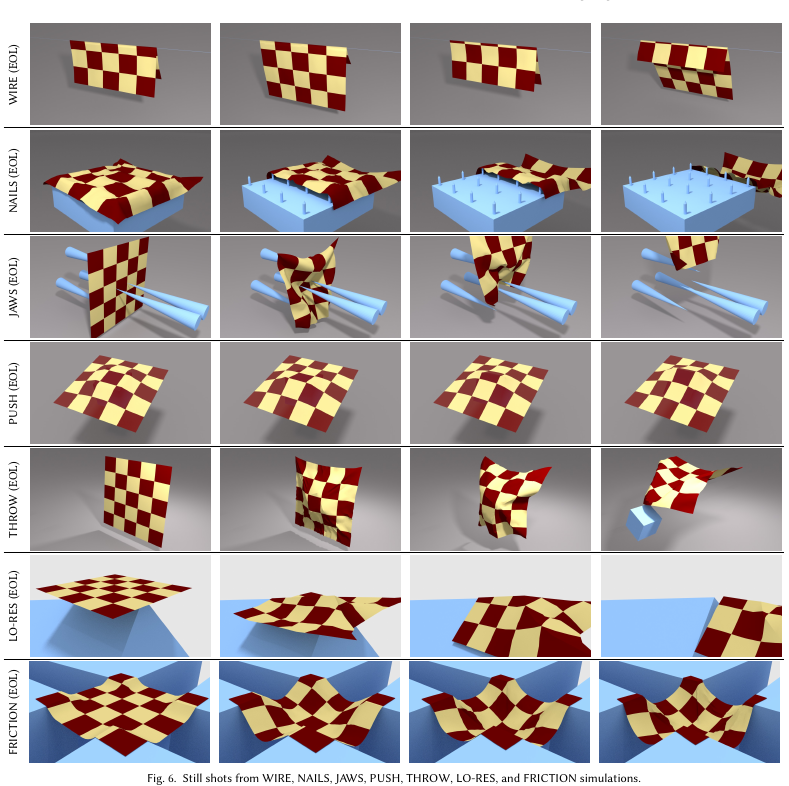 WIRE (EOL)
NAILS (EOL)
JAWS (EOL)
PUSH (EOL)
THROW (EOL)
LO-RES (EOL)
FRICTION (EOL)
Fig. 6. Still shots from WIRE, NAILS, JAWS, PUSH, THROW, LO-RES, and FRICTION simulations.